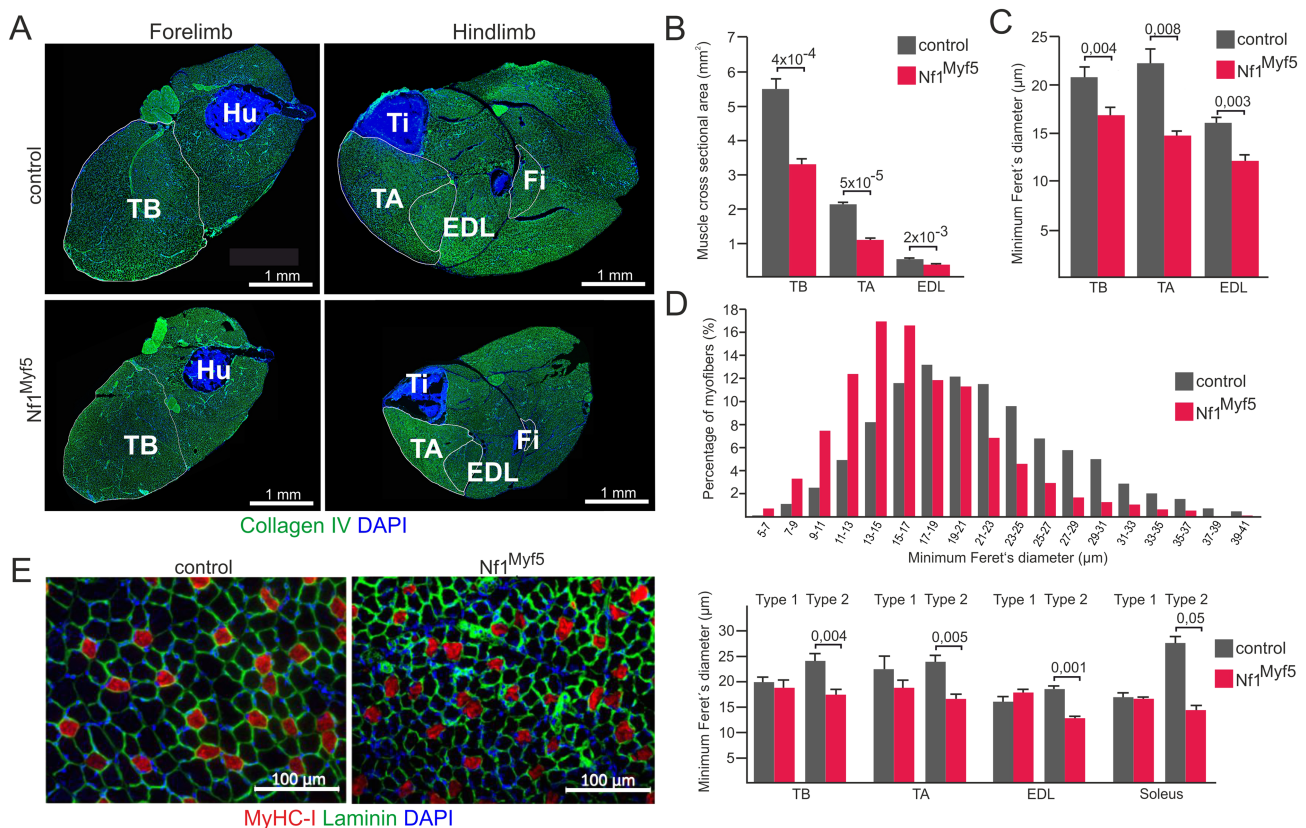 A
Forelimb
Hindlimb
control
Hu
TB
1 mm
Ti
TA
EDL
Fi
1 mm
Nf1Myf5
Hu
TB
1 mm
Ti
TA
EDL
Fi
1 mm
Collagen IV DAPI
B
Muscle cross sectional area (mm²)
7
6
5
4
3
2
1
4x10-4
5x10-5
2x10-3
control
Nf1Myf5
TB
TA
EDL
C
Minimum Feret´s diameter (µm)
25
20
15
10
5
0,004
0,008
0,003
control
Nf1Myf5
TB
TA
EDL
D
Percentage of myofibers (%)
18
16
14
12
10
8
6
4
2
control
Nf1Myf5
5-7
7-9
9-11
11-13
13-15
15-17
17-19
19-21
21-23
23-25
25-27
27-29
29-31
31-33
33-35
35-37
37-39
39-41
Minimum Feret‘s diameter (µm)
E
control
Nf1Myf5
100 µm
100 µm
MyHC-I Laminin DAPI
Minimum Feret´s diameter (µm)
30
25
20
15
10
5
Type 1 Type 2
Type 1 Type 2
Type 1 Type 2
Type 1 Type 2
0,004
0,005
0,001
0,05
control
Nf1Myf5
TB
TA
EDL
Soleus